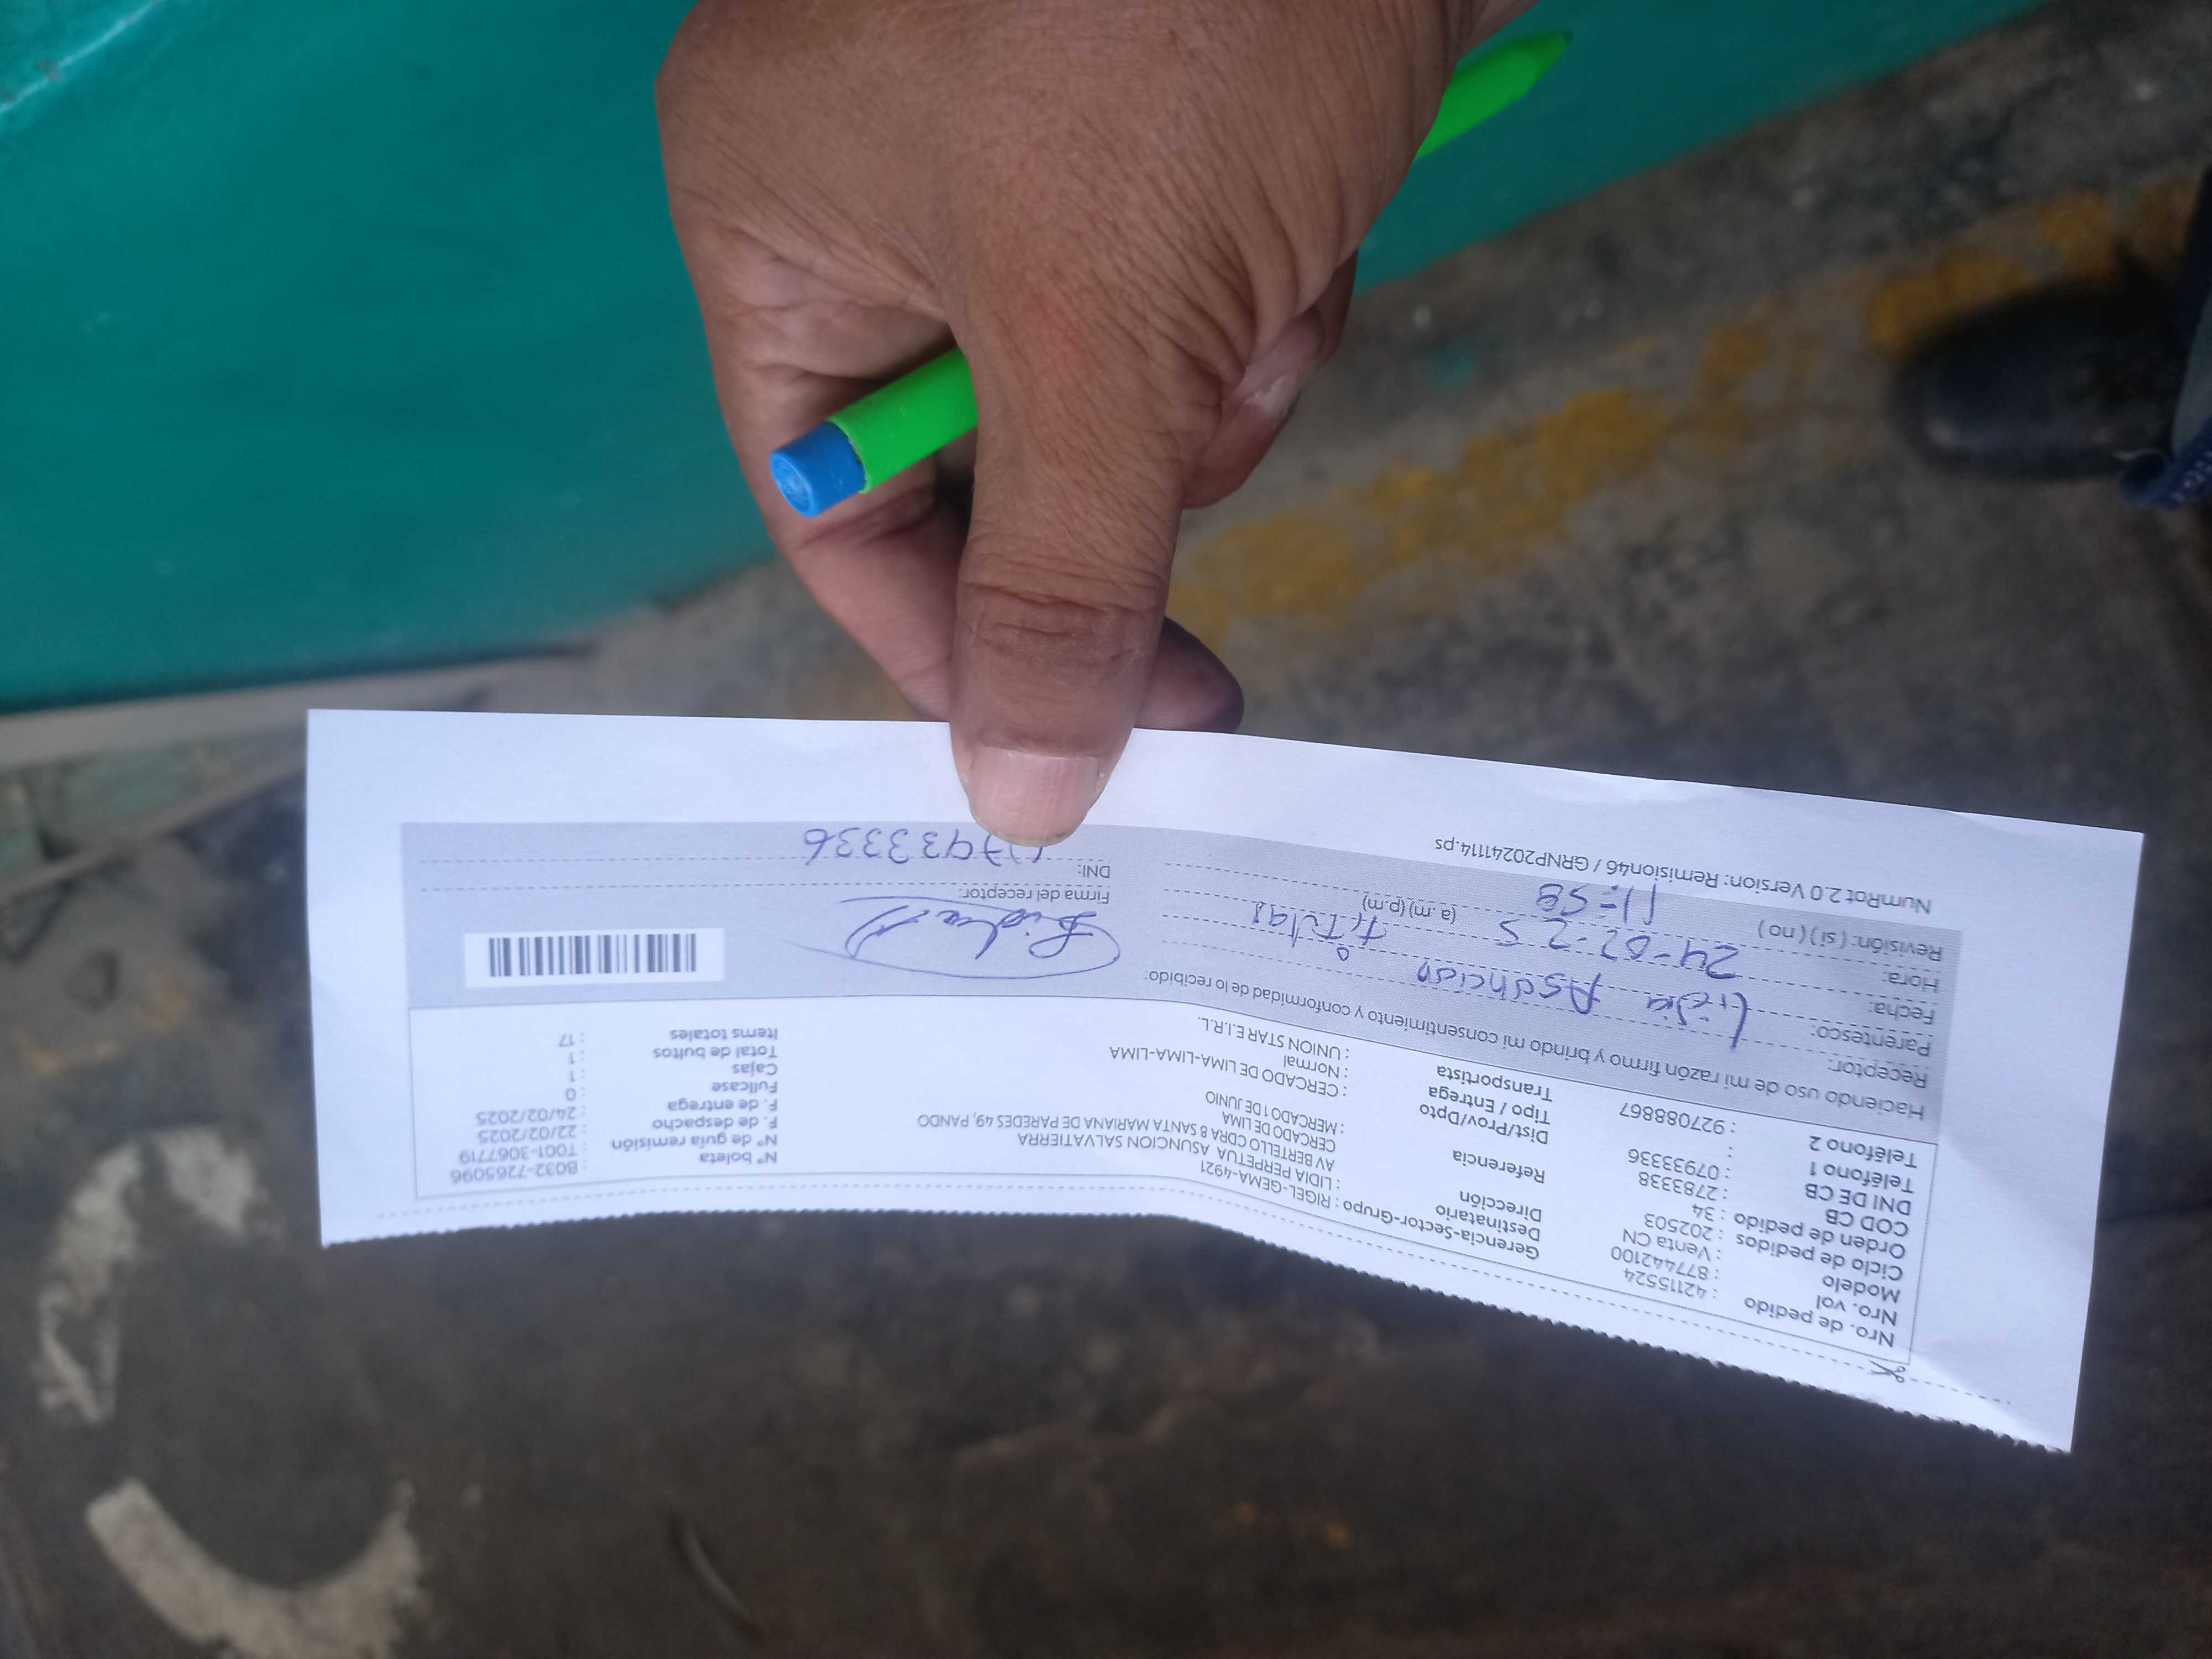 Nro. de pedido : 42115524
Nro. vol : 877442100
Modelo : Venta CN
Ciclo de pedidos : 202503
Orden de pedido : 34
COD CB : 2783338
DNI DE CB : 07933336
Teléfono 1 :
Teléfono 2 : 927088867
Gerencia-Sector-Grupo : RIGEL-GEMA-4921
Destinatario : LIDIA PERPETUA ASUNCION SALVATIERRA
Dirección AV BERTELLO CDRA 8 SANTA MARIANA DE PAREDES 49, PANDO
CERCADO DE LIMA
Referencia : MERCADO 1 DE JUNIO
Dist/Prov/Dpto : CERCADO DE LIMA-LIMA-LIMA
Tipo / Entrega : Normal
Transportista : UNION STAR E.I.R.L.
N° boleta : B032-7265096
N° de guía remisión : T001-3067719
F. de despacho : 22/02/2025
F. de entrega : 24/02/2025
Fullcase : 0
Cajas : 1
Total de bultos : 1
Items totales : 17
Haciendo uso de mi razón firmo y brindo mi consentimiento y conformidad de lo recibido:
Receptor: Lidia Asuncion
Parentesco: titular
Fecha: 24-02-25
Hora: 11:58 (a.m) (p.m)
Revisión: ( si ) ( no )
Firma del receptor:
DNI: 07933336
NumRot 2.0 Version: Remision46 / GRNP20241114.ps